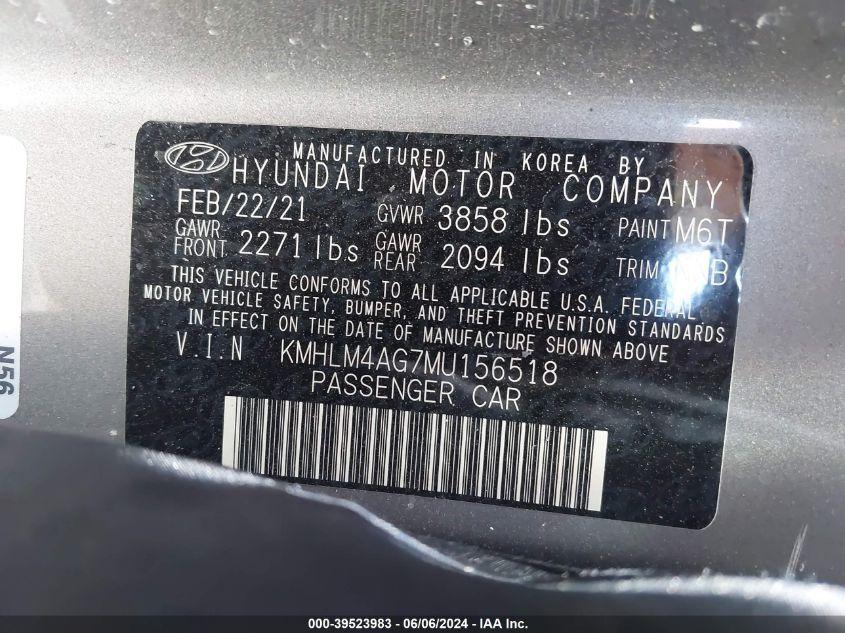 MANUFACTURED IN KOREA BY
HYUNDAI MOTOR COMPANY
FEB/22/21 GVWR 3858 lbs PAINT M6T
GAWR FRONT 2271 lbs GAWR REAR 2094 lbs TRIM
THIS VEHICLE CONFORMS TO ALL APPLICABLE U.S.A. FEDERAL
MOTOR VEHICLE SAFETY, BUMPER, AND THEFT PREVENTION STANDARDS
IN EFFECT ON THE DATE OF MANUFACTURE SHOWN ABOVE
V.I.N KMHLM4AG7MU156518
PASSENGER CAR
N56
000-39523983 - 06/06/2024 - IAA Inc.